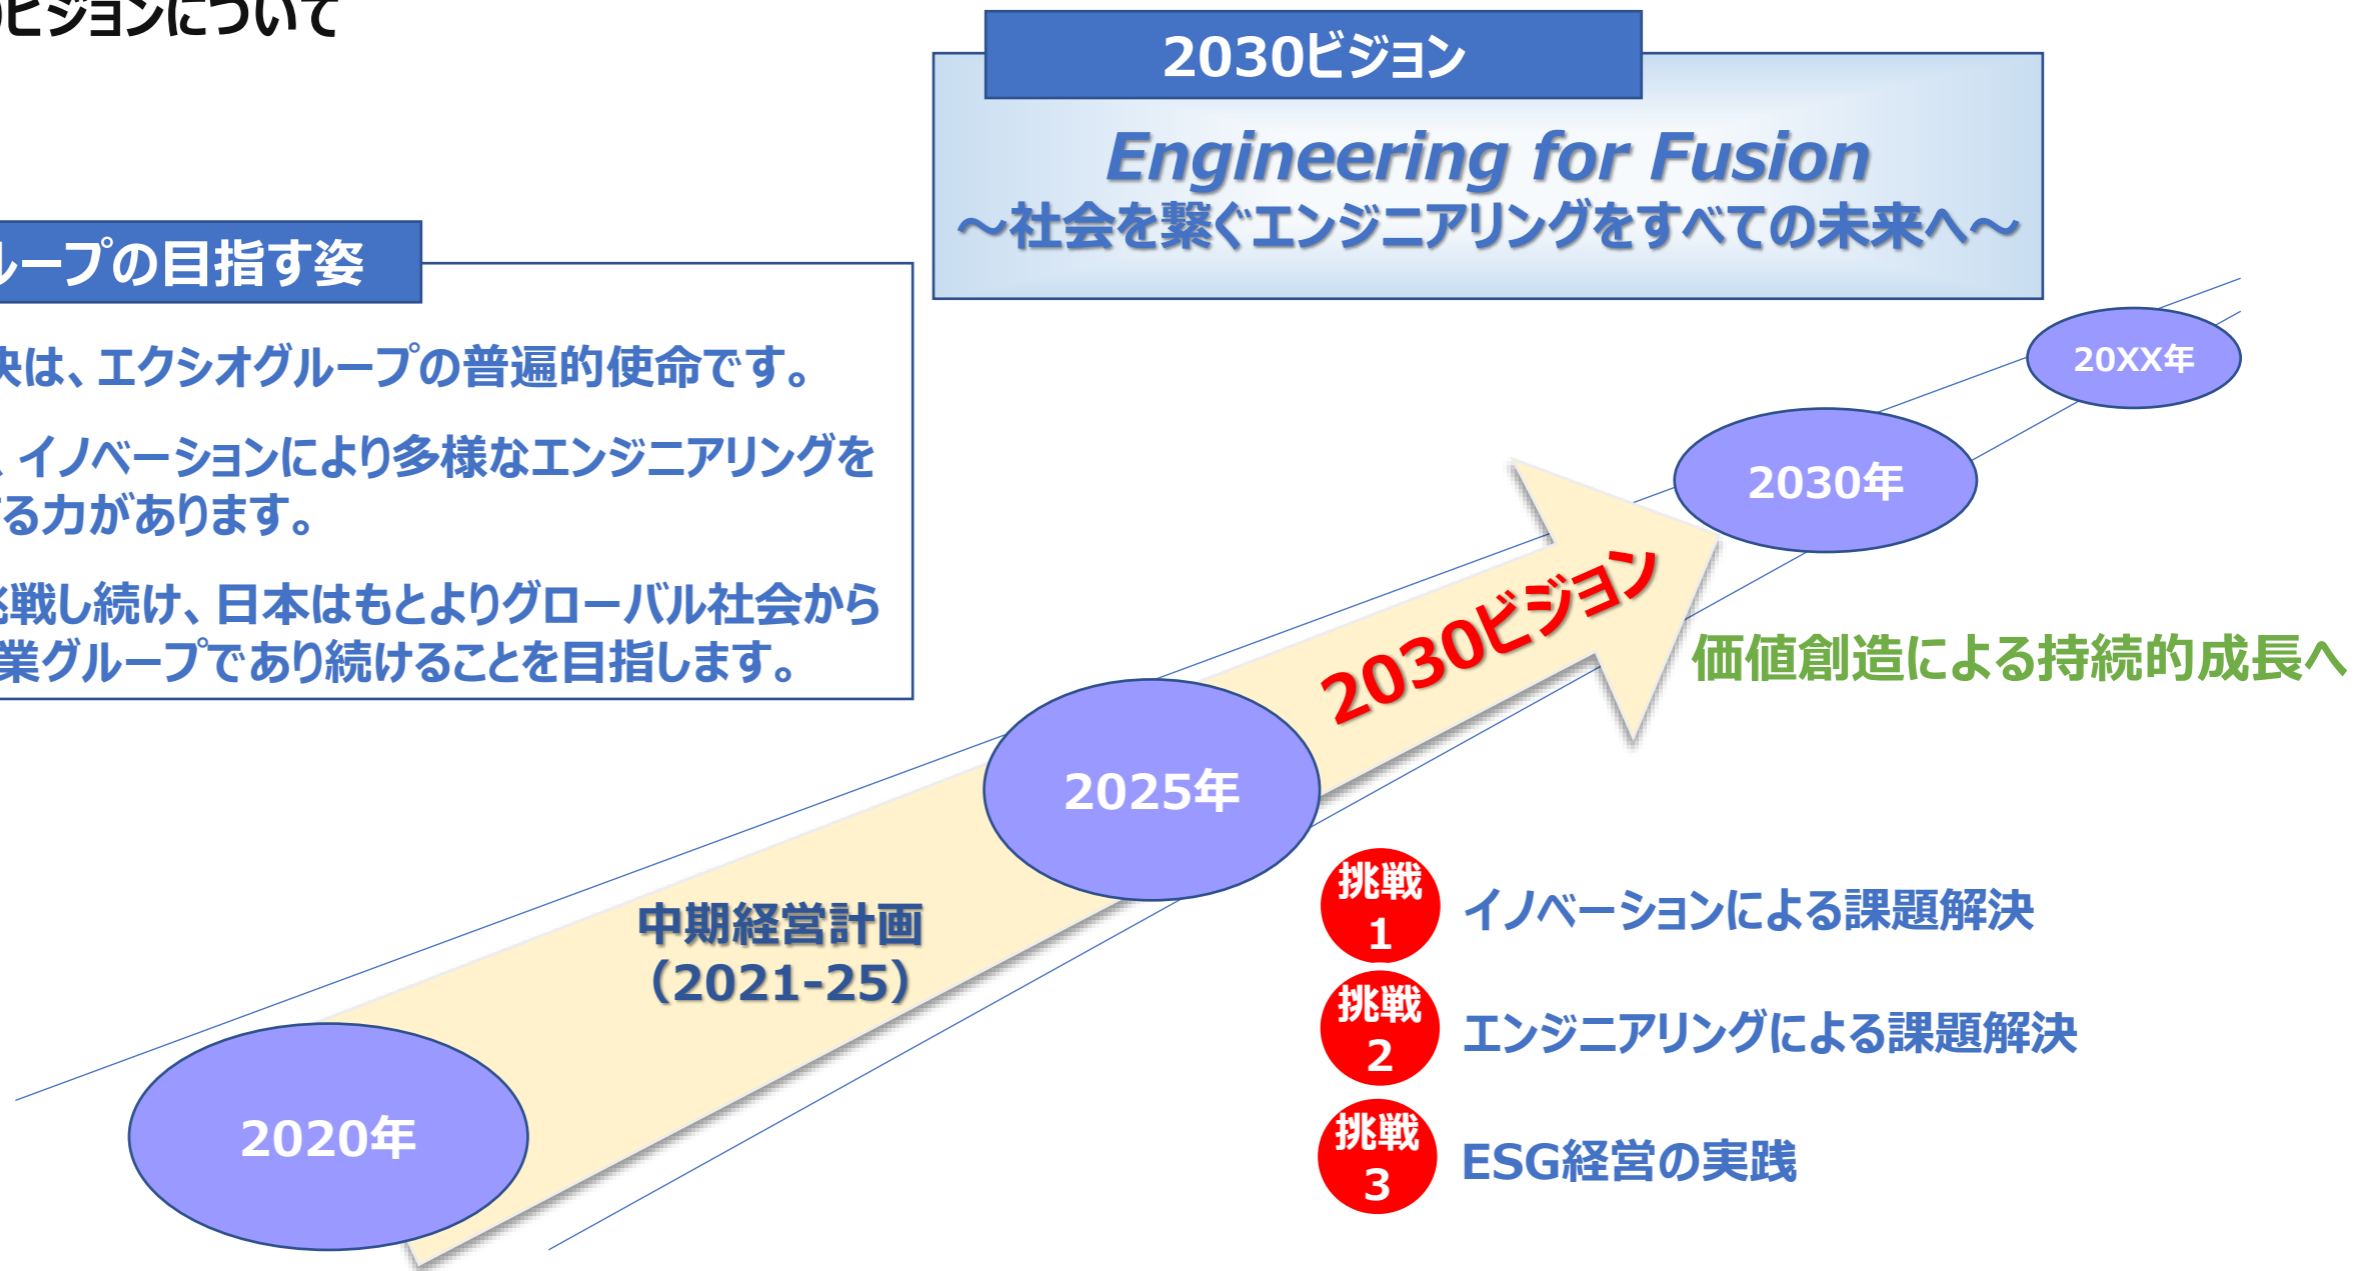 ビジョンについて
2030ビジョン
Engineering for Fusion
～社会を繋ぐエンジニアリングをすべての未来へ～
ループの目指す姿
決は、エクシオグループの普遍的使命です。
、イノベーションにより多様なエンジニアリングを
する力があります。
挑戦し続け、日本はもとよりグローバル社会から
業グループであり続けることを目指します。
20XX年
2030年
2030ビジョン
価値創造による持続的成長へ
2025年
中期経営計画
（2021-25）
2020年
挑戦
1
イノベーションによる課題解決
挑戦
2
エンジニアリングによる課題解決
挑戦
3
ESG経営の実践